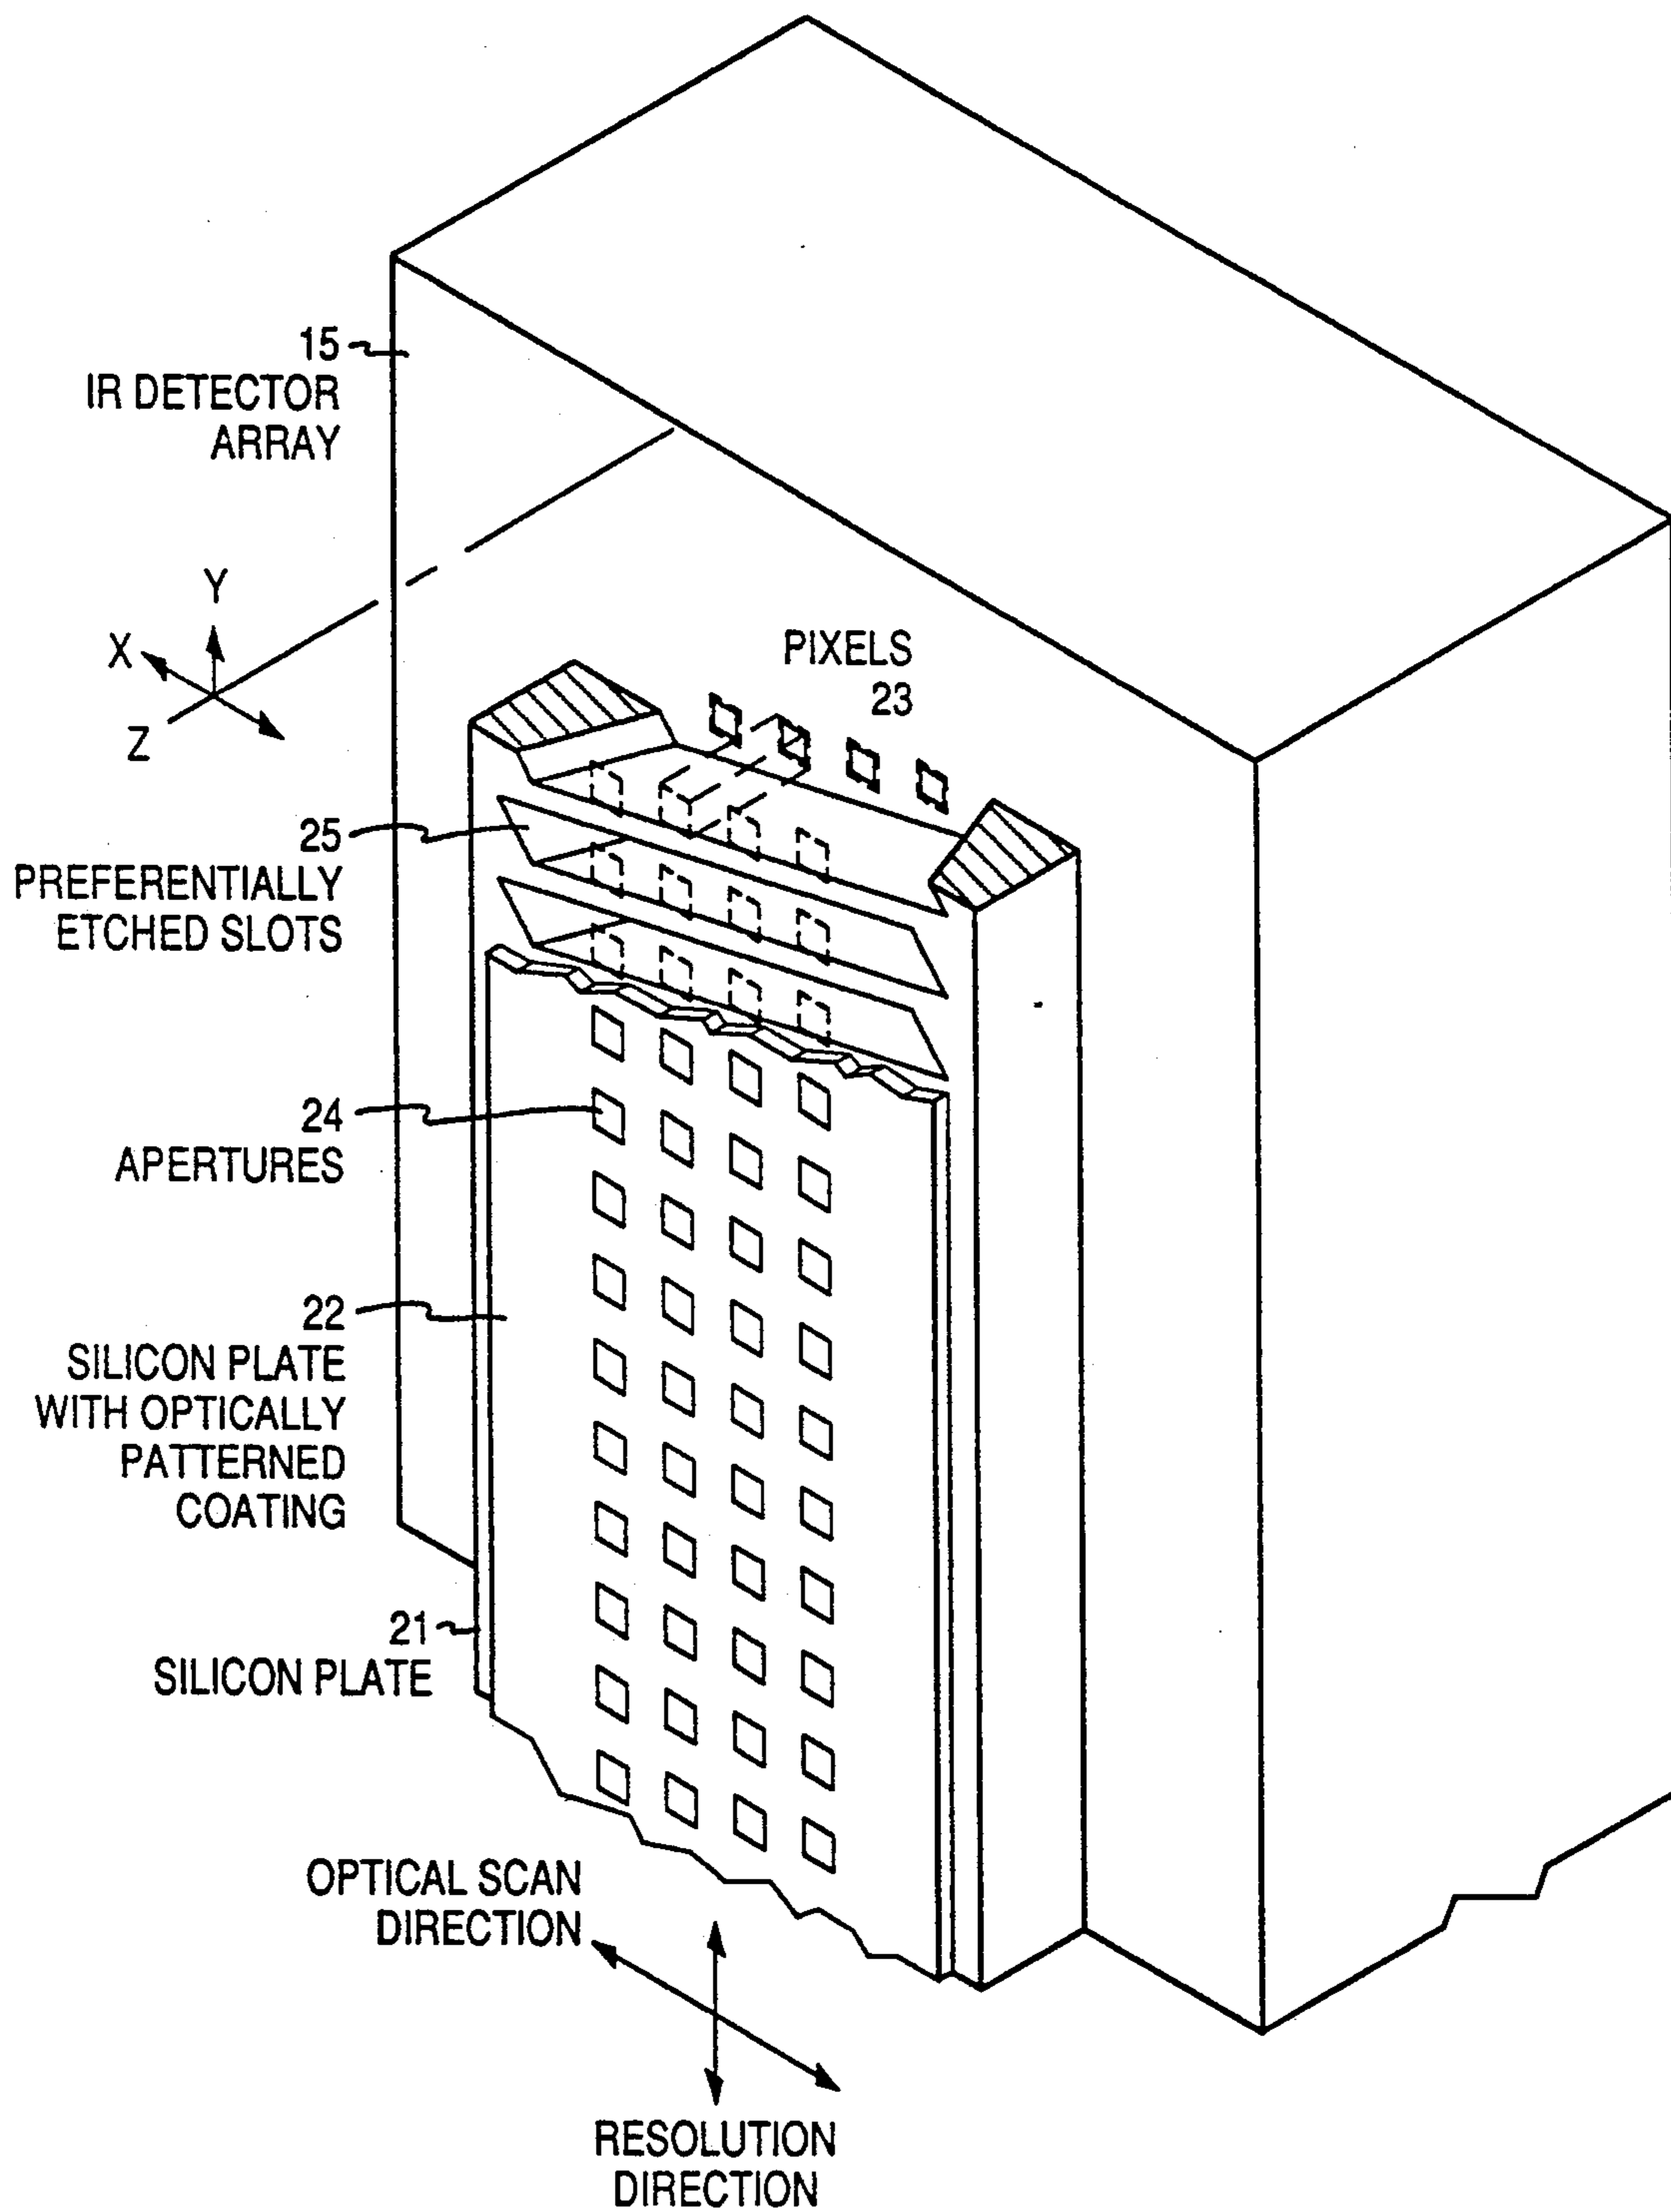 15
IR DETECTOR
ARRAY
Y
X
Z
PIXELS
23
25
PREFERENTIALLY
ETCHED SLOTS
24
APERTURES
22
SILICON PLATE
WITH OPTICALLY
PATTERNED
COATING
21
SILICON PLATE
OPTICAL SCAN
DIRECTION
RESOLUTION
DIRECTION